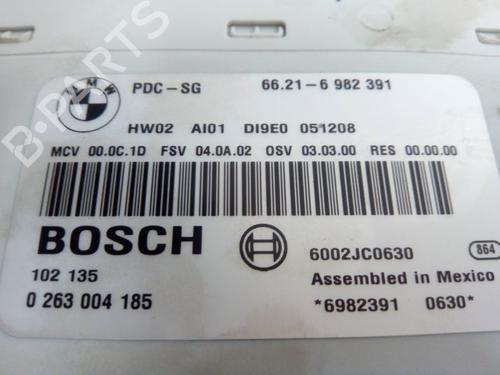 BMW
PDC-SG 66.21-6 982 391
HW02 AI01 DI9E0 051208
MCV 00.0C.1D FSV 04.0A.02 OSV 03.03.00 RES 00.00.00
BOSCH
6002JC0630 864
102 135
Assembled in Mexico
0 263 004 185
*6982391 0630*
B-PARTS